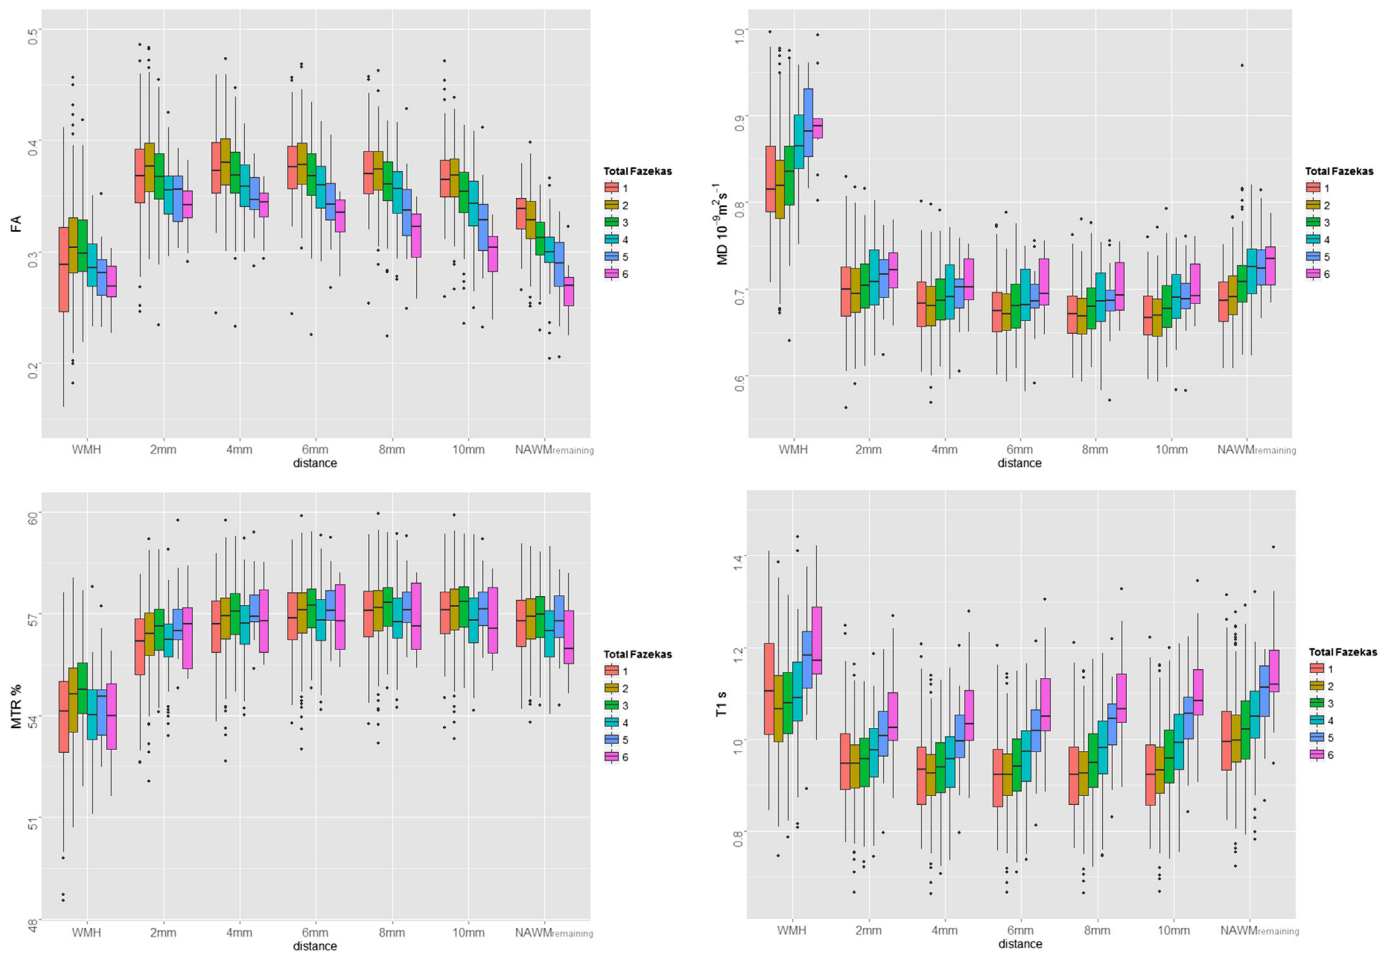 FA
0.5
0.4
0.3
0.2
WMH 2mm 4mm 6mm 8mm 10mm NAWMremaining
distance
Total Fazekas
1
2
3
4
5
6
MD 10⁻⁹m²s⁻¹
1.0
0.9
0.8
0.7
0.6
WMH 2mm 4mm 6mm 8mm 10mm NAWMremaining
distance
Total Fazekas
1
2
3
4
5
6
MTR %
60
57
54
51
48
WMH 2mm 4mm 6mm 8mm 10mm NAWMremaining
distance
Total Fazekas
1
2
3
4
5
6
T1 s
1.4
1.2
1.0
0.8
WMH 2mm 4mm 6mm 8mm 10mm NAWMremaining
distance
Total Fazekas
1
2
3
4
5
6